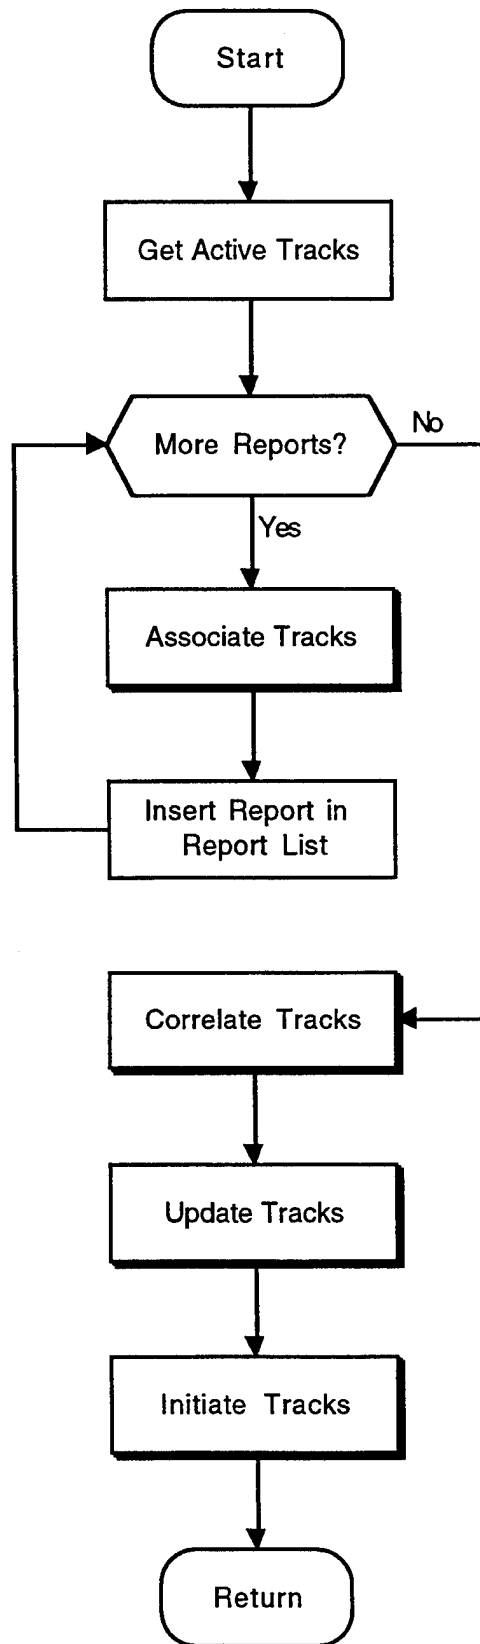 Start
Get Active Tracks
More Reports?
No
Yes
Associate Tracks
Insert Report in
Report List
Correlate Tracks
Update Tracks
Initiate Tracks
Return